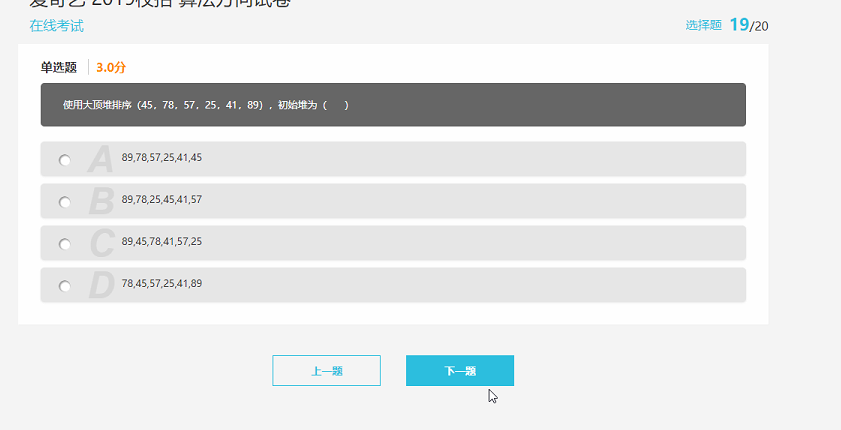 爱奇艺 2019校招 算法方向试卷
在线考试
选择题 19/20
单选题 3.0分
使用大顶堆排序（45，78，57，25，41，89），初始堆为（ ）
A 89,78,57,25,41,45
B 89,78,25,45,41,57
C 89,45,78,41,57,25
D 78,45,57,25,41,89
上一题 下一题